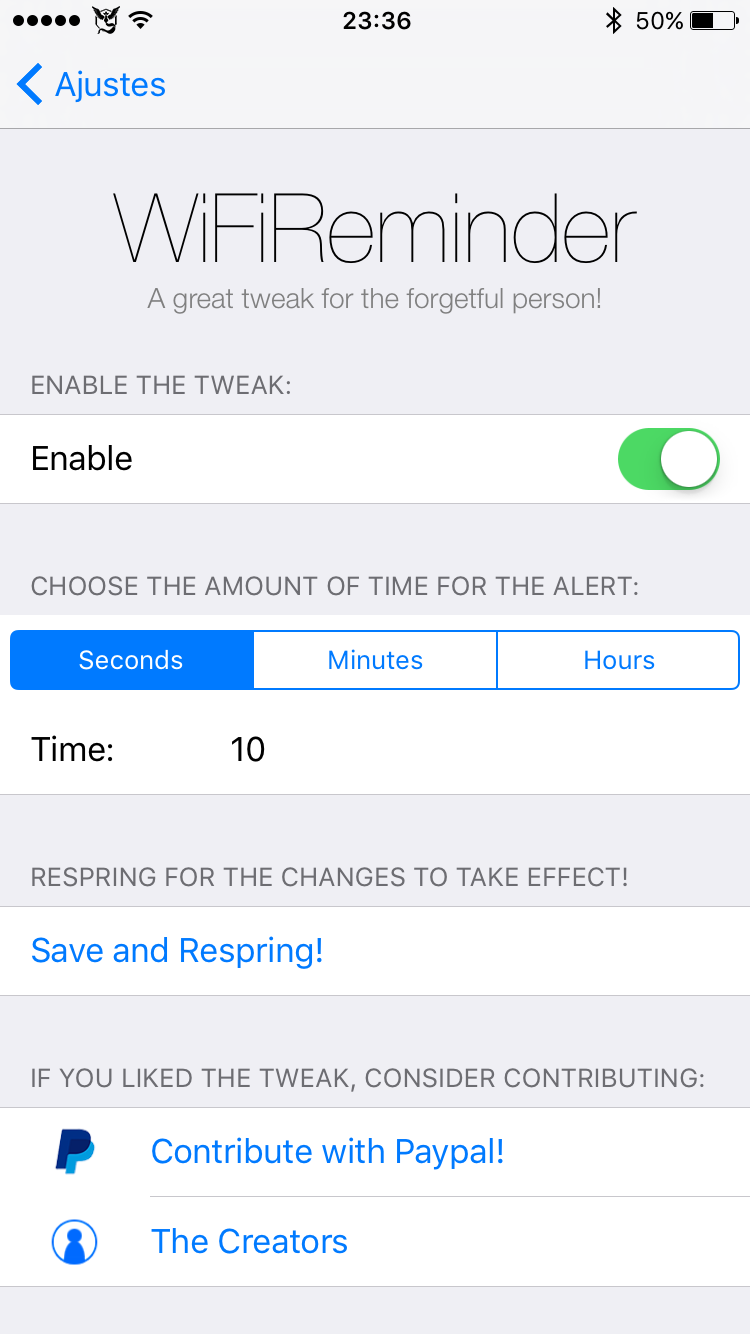 23:36
50%
Ajustes
WiFiReminder
A great tweak for the forgetful person!
ENABLE THE TWEAK:
Enable
CHOOSE THE AMOUNT OF TIME FOR THE ALERT:
Seconds Minutes Hours
Time: 10
RESPRING FOR THE CHANGES TO TAKE EFFECT!
Save and Respring!
IF YOU LIKED THE TWEAK, CONSIDER CONTRIBUTING:
Contribute with Paypal!
The Creators